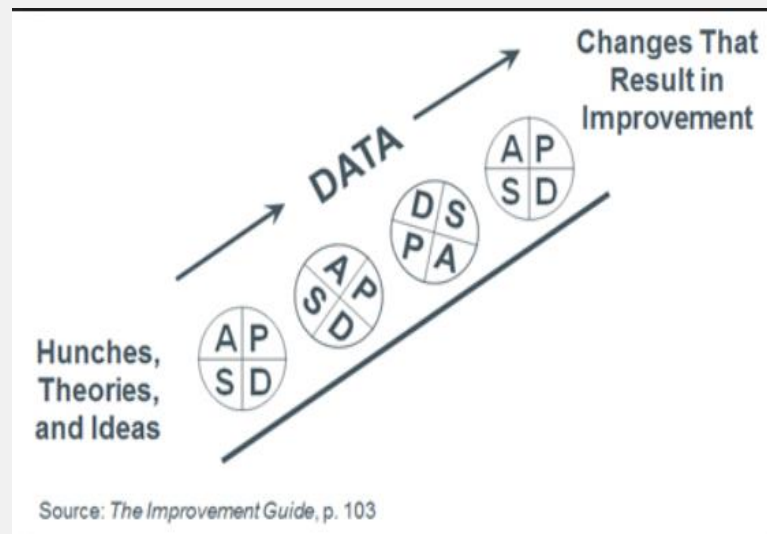 Changes That
Result in
Improvement
DATA
A P
S D
D S
P A
A P
S D
A P
S D
Hunches,
Theories,
and Ideas
Source: The Improvement Guide, p. 103